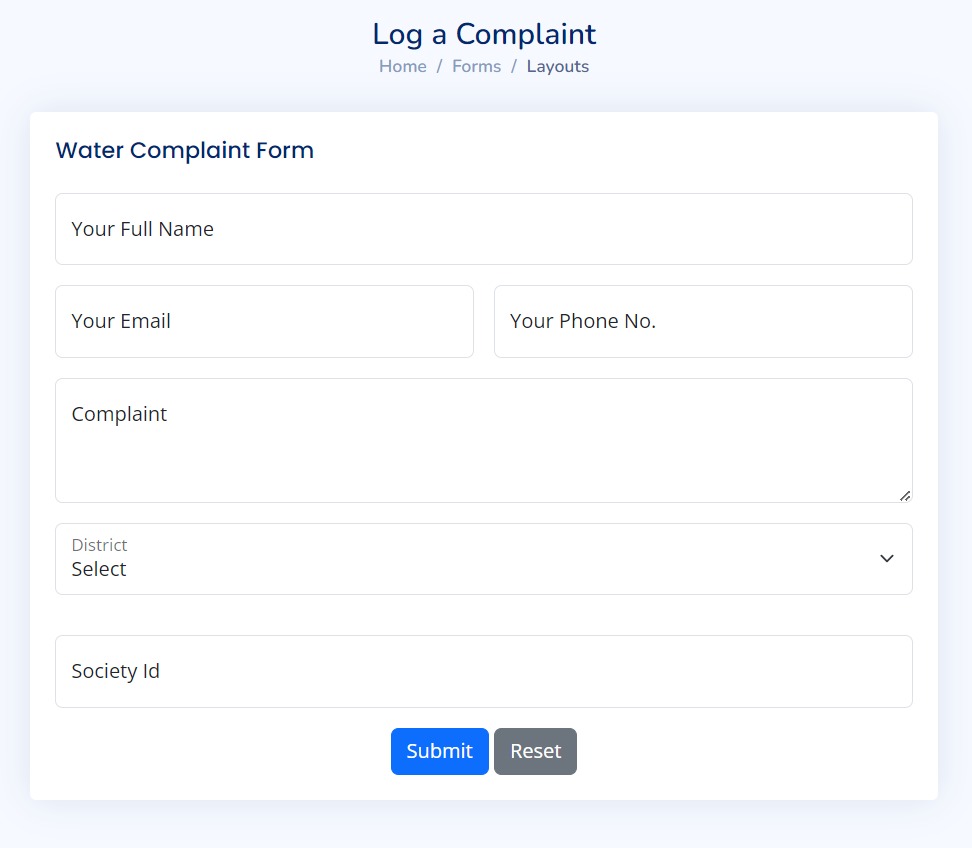 Log a Complaint
Home / Forms / Layouts
Water Complaint Form
Your Full Name
Your Email
Your Phone No.
Complaint
District
Select
Society Id
Submit Reset